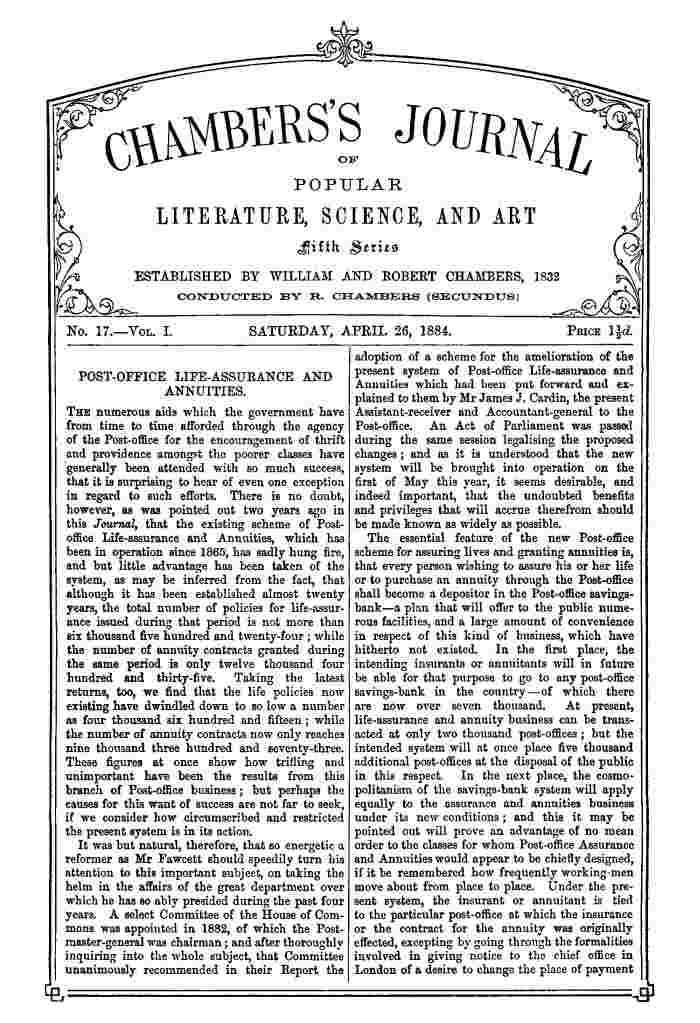 CHAMBERS'S JOURNAL
OF
POPULAR
LITERATURE, SCIENCE, AND ART
Fifth Series
ESTABLISHED BY WILLIAM AND ROBERT CHAMBERS, 1832
CONDUCTED BY R. CHAMBERS (SECUNDUS)
No. 17.—Vol. I.
SATURDAY, APRIL 26, 1884.
Price 1½d.
POST-OFFICE LIFE-ASSURANCE AND
ANNUITIES.
The numerous aids which the government have
from time to time afforded through the agency
of the Post-office for the encouragement of thrift
and providence amongst the poorer classes have
generally been attended with so much success,
that it is surprising to hear of even one exception
in regard to such efforts. There is no doubt,
however, as was pointed out two years ago in
this Journal, that the existing scheme of Post-
office Life-assurance and Annuities, which has
been in operation since 1865, has sadly hung fire,
and but little advantage has been taken of the
system, as may be inferred from the fact, that
although it has been established almost twenty
years, the total number of policies for life-assur-
ance issued during that period is not more than
six thousand five hundred and twenty-four; while
the number of annuity contracts granted during
the same period is only twelve thousand four
hundred and thirty-five. Taking the latest
returns, too, we find that the life policies now
existing have dwindled down to so low a number
as four thousand six hundred and fifteen; while
the number of annuity contracts now only reaches
nine thousand three hundred and seventy-three.
These figures at once show how trifling and
unimportant have been the results from this
branch of Post-office business; but perhaps the
causes for this want of success are not far to seek,
if we consider how circumscribed and restricted
the present system is in its action.
It was but natural, therefore, that so energetic a
reformer as Mr Fawcett should speedily turn his
attention to this important subject, on taking the
helm in the affairs of the great department over
which he has so ably presided during the past four
years. A select Committee of the House of Com-
mons was appointed in 1882, of which the Post-
master-general was chairman; and after thoroughly
inquiring into the whole subject, that Committee
unanimously recommended in their Report the
adoption of a scheme for the amelioration of the
present system of Post-office Life-assurance and
Annuities which had been put forward and ex-
plained to them by Mr James J. Cardin, the present
Assistant-receiver and Accountant-general to the
Post-office. An Act of Parliament was passed
during the same session legalising the proposed
changes; and as it is understood that the new
system will be brought into operation on the
first of May this year, it seems desirable, and
indeed important, that the undoubted benefits
and privileges that will accrue therefrom should
be made known as widely as possible.
The essential feature of the new Post-office
scheme for assuring lives and granting annuities is,
that every person wishing to assure his or her life
or to purchase an annuity through the Post-office
shall become a depositor in the Post-office savings-
bank—a plan that will offer to the public nume-
rous facilities, and a large amount of convenience
in respect of this kind of business, which have
hitherto not existed. In the first place, the
intending insurants or annuitants will in future
be able for that purpose to go to any post-office
savings-bank in the country—of which there
are now over seven thousand. At present,
life-assurance and annuity business can be trans-
acted at only two thousand post-offices; but the
intended system will at once place five thousand
additional post-offices at the disposal of the public
in this respect. In the next place, the cosmo-
politanism of the savings-bank system will apply
equally to the assurance and annuities business
under its new conditions; and this it may be
pointed out will prove an advantage of no mean
order to the classes for whom Post-office Assurance
and Annuities would appear to be chiefly designed,
if it be remembered how frequently working-men
move about from place to place. Under the pre-
sent system, the insurant or annuitant is tied
to the particular post-office at which the insurance
or the contract for the annuity was originally
effected, excepting by going through the formalities
involved in giving notice to the chief office in
London of a desire to change the place of payment